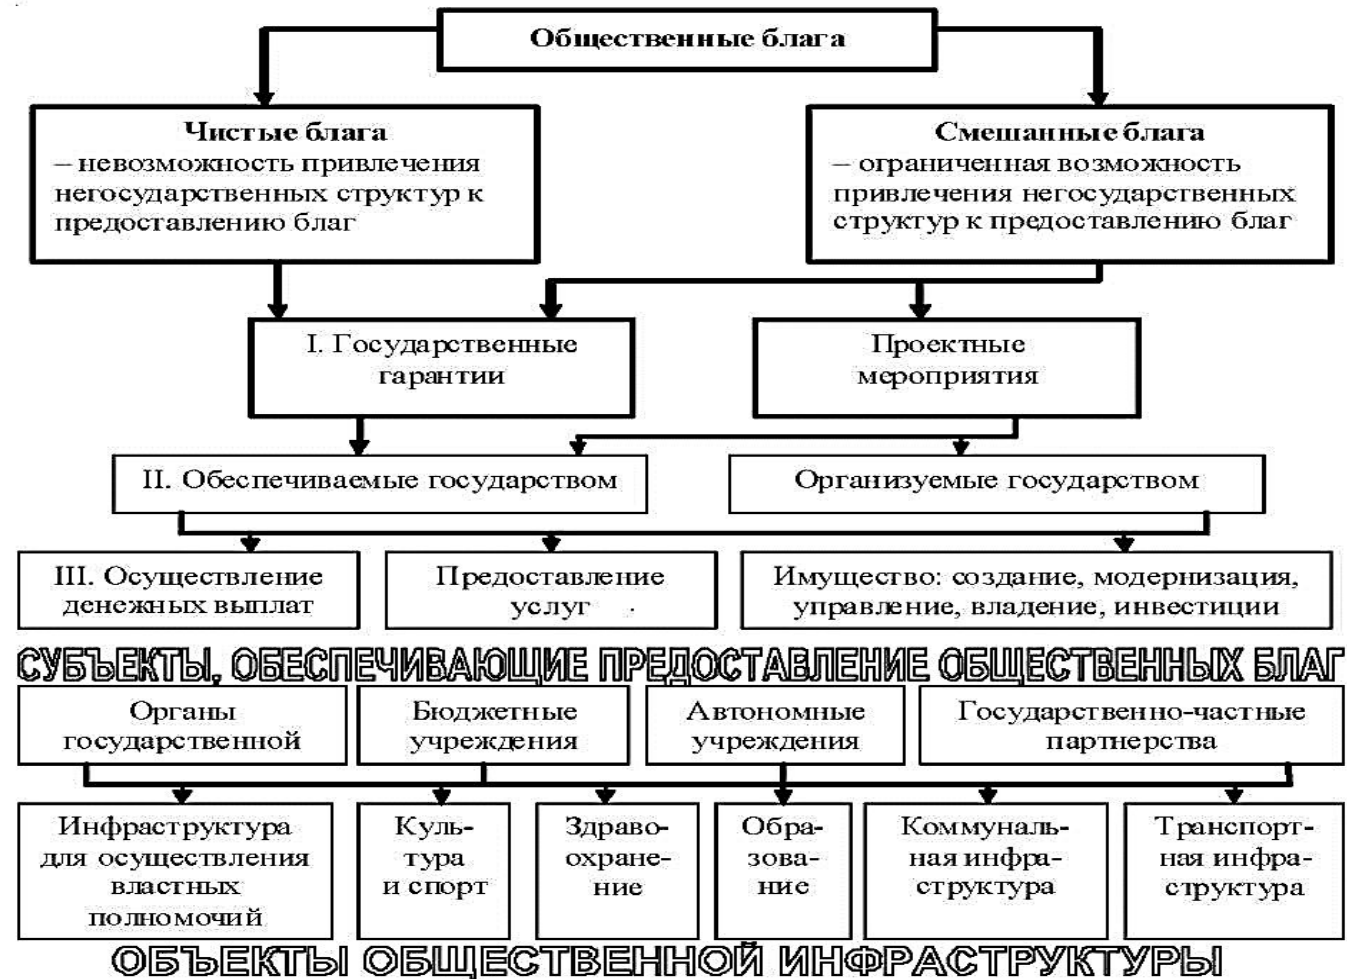 Общественные блага
Чистые блага
– невозможность привлечения
негосударственных структур к
предоставлению благ
Смешанные блага
– ограниченная возможность
привлечения негосударственных
структур к предоставлению благ
I. Государственные
гарантии
Проектные
мероприятия
II. Обеспечиваемые государством
Организуемые государством
III. Осуществление
денежных выплат
Предоставление
услуг
Имущество: создание, модернизация,
управление, владение, инвестиции
СУБЪЕКТЫ, ОБЕСПЕЧИВАЮЩИЕ ПРЕДОСТАВЛЕНИЕ ОБЩЕСТВЕННЫХ БЛАГ
Органы
государственной
Бюджетные
учреждения
Автономные
учреждения
Государственно-частные
партнерства
Инфраструктура
для осуществления
властных
полномочий
Куль-
тура
и спорт
Здраво-
охране-
ние
Обра-
зова-
ние
Коммуналь-
ная инфра-
структура
Транспорт-
ная инфра-
структура
ОБЪЕКТЫ ОБЩЕСТВЕННОЙ ИНФРАСТРУКТУРЫ